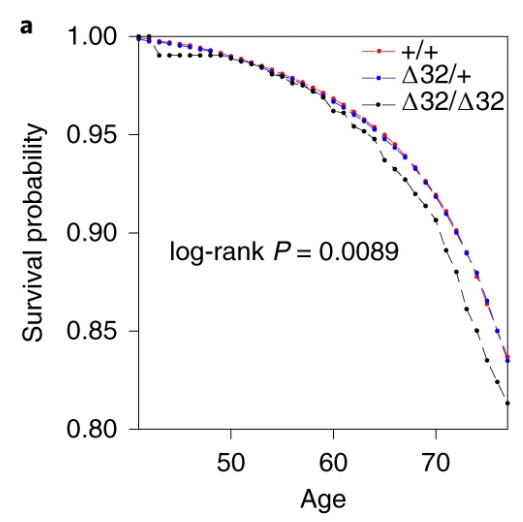 a
1.00
0.95
0.90
0.85
0.80
Survival probability
+/+
Δ32/+
Δ32/Δ32
log-rank P = 0.0089
50 60 70
Age